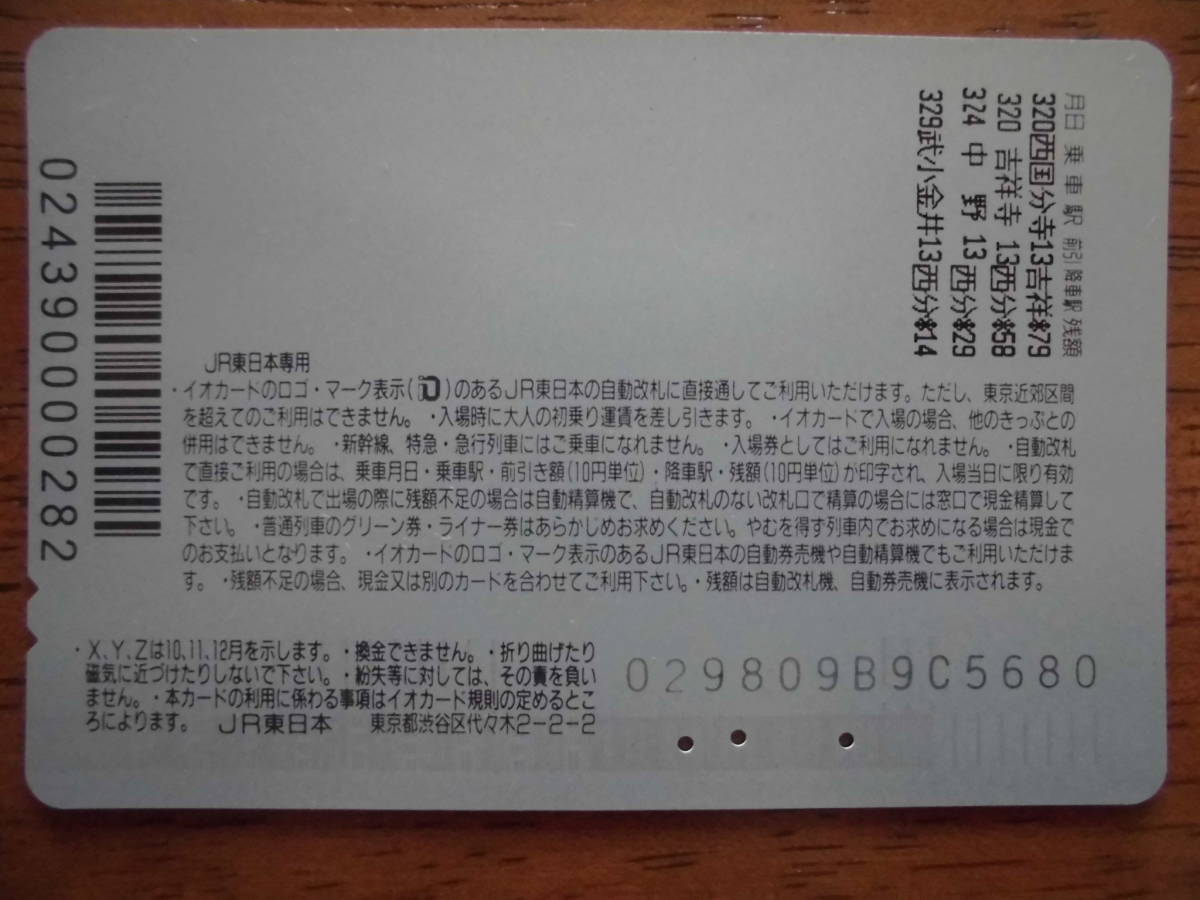 月日 乗車駅 前引 降車駅 残額
320西国分寺13吉祥*79
320 吉祥寺 13西分*58
324 中 野 13 西分*29
329武小金井13西分*14
024390000282
JR東日本専用
・イオカードのロゴ・マーク表示( )のあるJR東日本の自動改札に直接通してご利用いただけます。ただし、東京近郊区間
を超えてのご利用はできません。 ・入場時に大人の初乗り運賃を差し引きます。 ・イオカードで入場の場合、他のきっぷとの
併用はできません。 ・新幹線、特急・急行列車にはご乗車になれません。 ・入場券としてはご利用になれません。 ・自動改札
で直接ご利用の場合は、乗車月日・乗車駅・前引き額(10円単位)・降車駅・残額(10円単位)が印字され、入場当日に限り有効
です。 ・自動改札で出場の際に残額不足の場合は自動精算機で、自動改札のない改札口で精算の場合には窓口で現金精算して
下さい。 ・普通列車のグリーン券・ライナー券はあらかじめお求めください。やむを得ず列車内でお求めになる場合は現金で
のお支払いとなります。 ・イオカードのロゴ・マーク表示のあるJR東日本の自動券売機や自動精算機でもご利用いただけま
す。 ・残額不足の場合、現金又は別のカードを合わせてご利用下さい。・残額は自動改札機、自動券売機に表示されます。
・X、Y、Zは10、11、12月を示します。・換金できません。・折り曲げたり
磁気に近づけたりしないで下さい。・紛失等に対しては、その責を負い
ません。・本カードの利用に係わる事項はイオカード規則の定めるとこ
ろによります。 JR東日本 東京都渋谷区代々木2-2-2
029809B9C5680